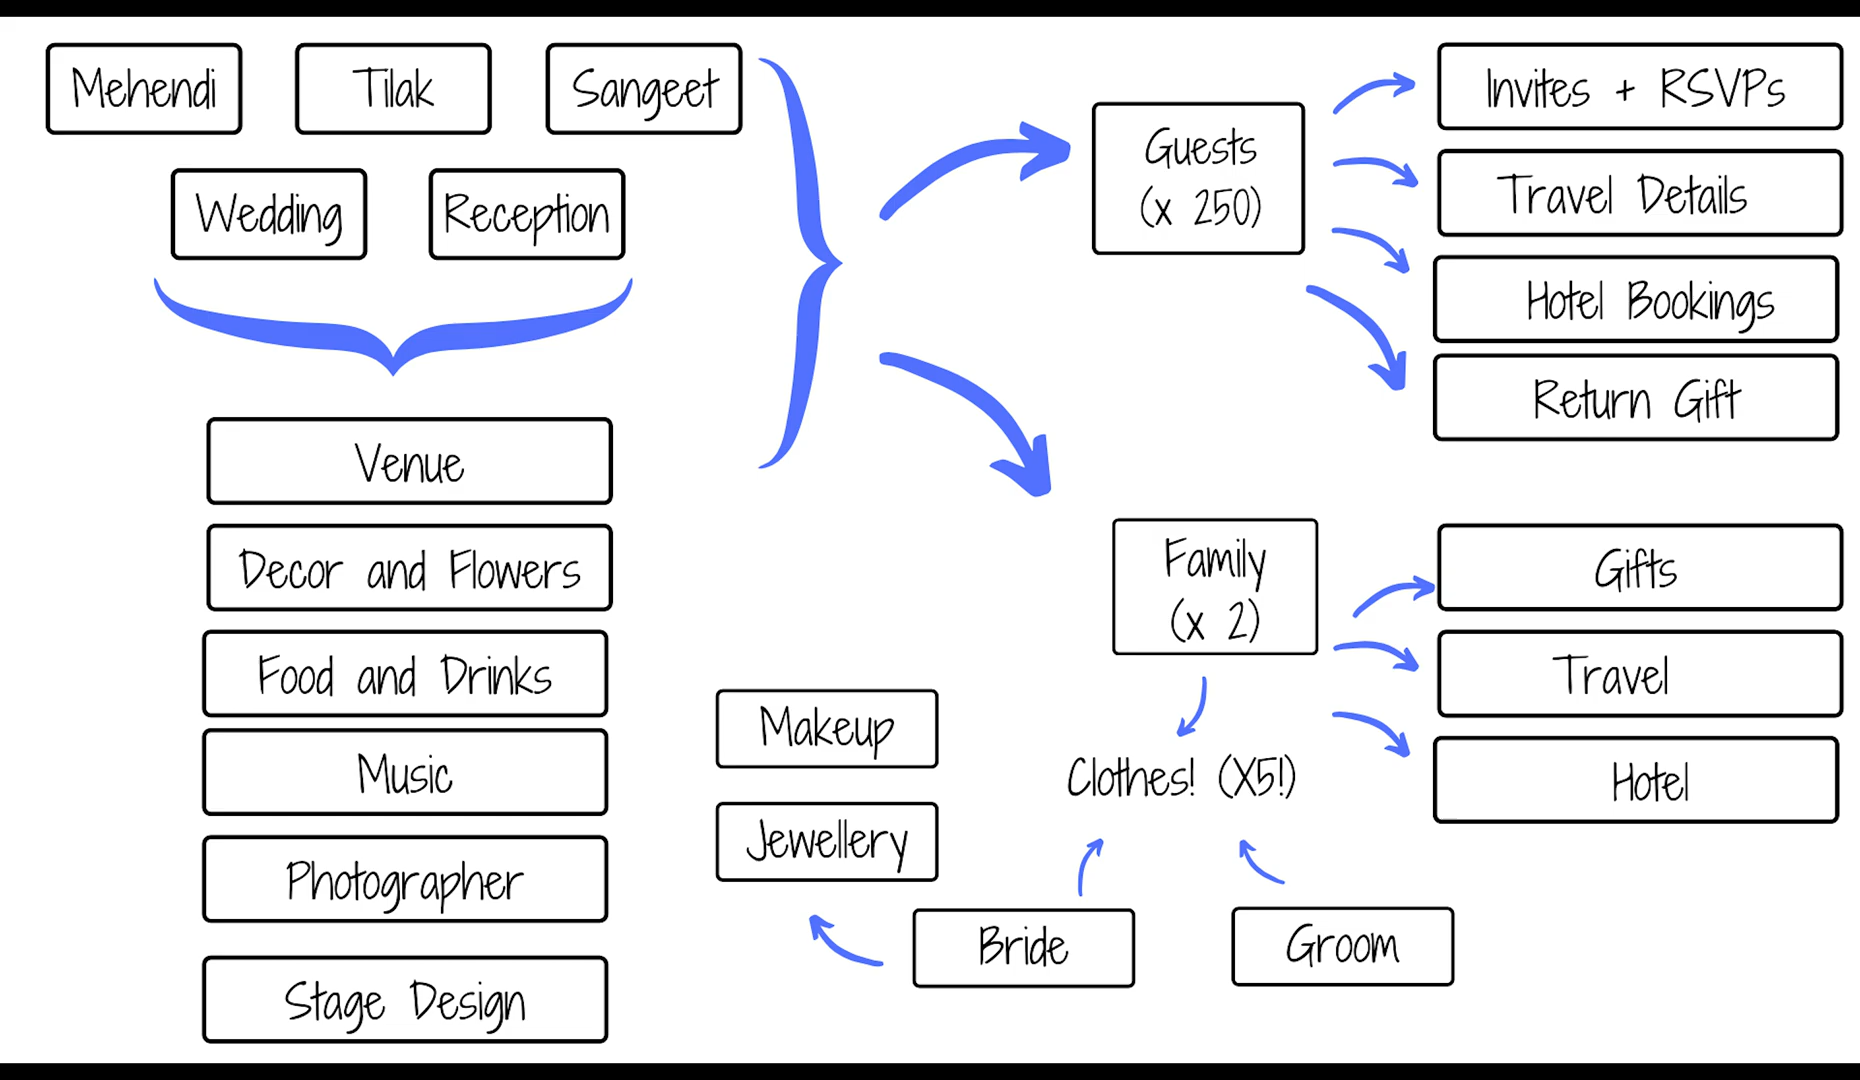 Mehendi
Tilak
Sangeet
Wedding
Reception
Venue
Decor and Flowers
Food and Drinks
Music
Photographer
Stage Design
Guests
(x 250)
Invites + RSVPs
Travel Details
Hotel Bookings
Return Gift
Family
(x 2)
Gifts
Travel
Hotel
Clothes! (X5!)
Makeup
Jewellery
Bride
Groom